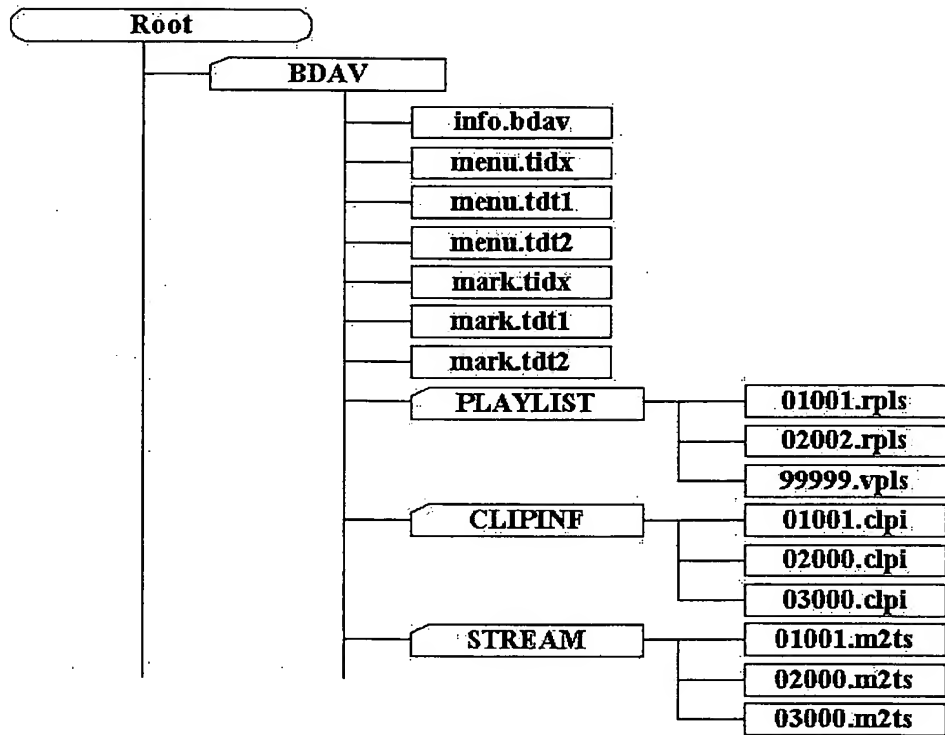 Root
BDAV
info.bdav
menu.tidx
menu.tdt1
menu.tdt2
mark.tidx
mark.tdt1
mark.tdt2
PLAYLIST
01001.rpls
02002.rpls
99999.vpls
CLIPINF
01001.clpi
02000.clpi
03000.clpi
STREAM
01001.m2ts
02000.m2ts
03000.m2ts